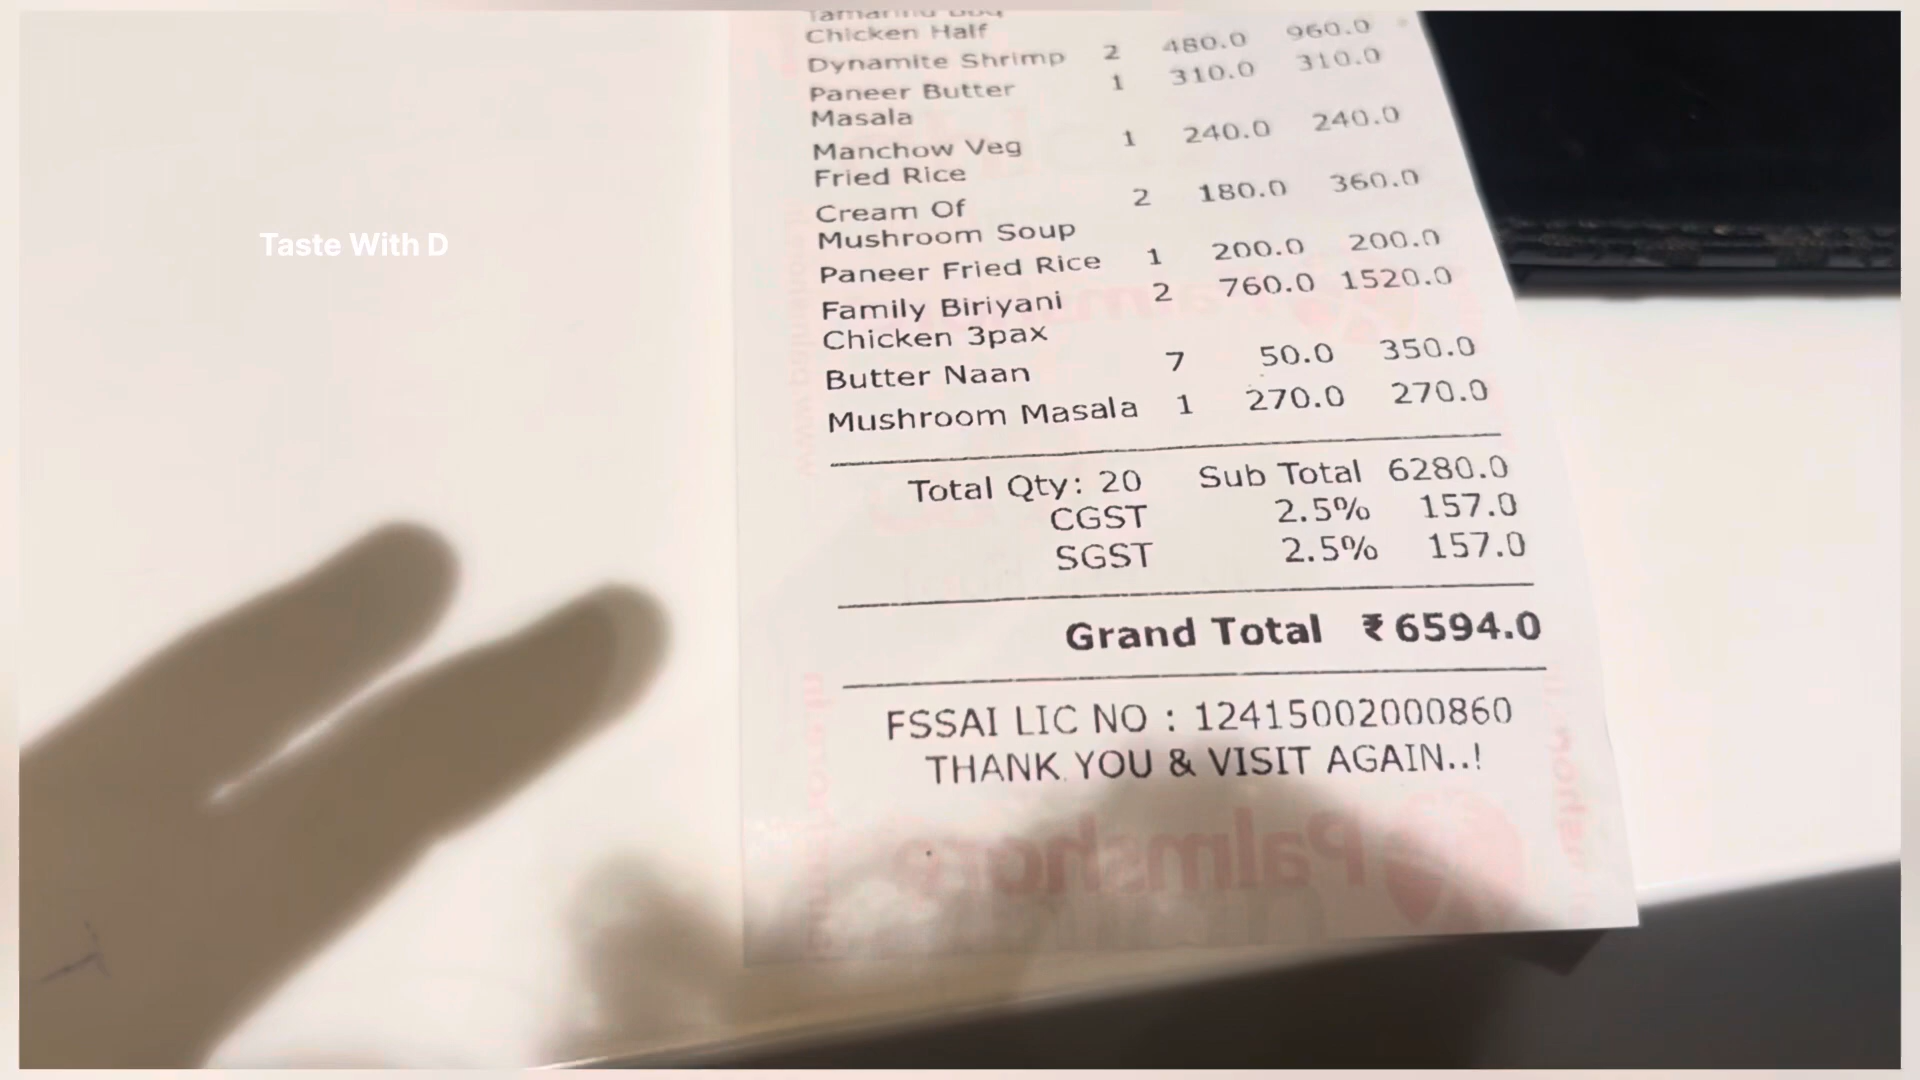 Chicken Half
Dynamite Shrimp 2 480.0 960.0
Paneer Butter 1 310.0 310.0
Masala
Manchow Veg 1 240.0 240.0
Fried Rice
Cream Of 2 180.0 360.0
Mushroom Soup
Paneer Fried Rice 1 200.0 200.0
Family Biriyani 2 760.0 1520.0
Chicken 3pax
Butter Naan 7 50.0 350.0
Mushroom Masala 1 270.0 270.0
Total Qty: 20 Sub Total 6280.0
CGST 2.5% 157.0
SGST 2.5% 157.0
Grand Total ₹ 6594.0
FSSAI LIC NO : 12415002000860
THANK YOU & VISIT AGAIN..!
Palmshore
Taste With D